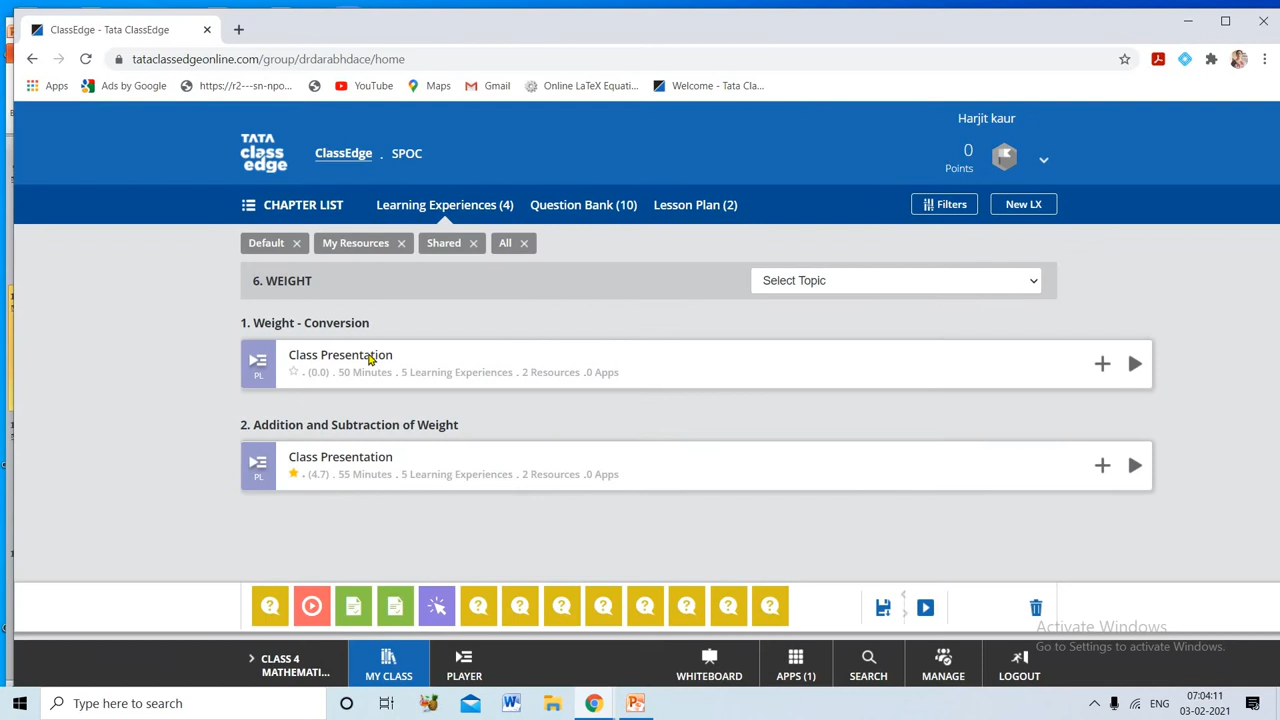 ClassEdge - Tata ClassEdge
tataclassedgeonline.com/group/drdarabhdace/home
Apps Ads by Google https://r2---sn-npo... YouTube Maps Gmail Online LaTeX Equati... Welcome - Tata Cla...
Harjit kaur
TATA
class
edge
ClassEdge . SPOC
0
Points
CHAPTER LIST Learning Experiences (4) Question Bank (10) Lesson Plan (2) Filters New LX
Default My Resources Shared All
6. WEIGHT Select Topic
1. Weight - Conversion
Class Presentation
PL . (0.0) . 50 Minutes . 5 Learning Experiences . 2 Resources .0 Apps
2. Addition and Subtraction of Weight
Class Presentation
PL . (4.7) . 55 Minutes . 5 Learning Experiences . 2 Resources .0 Apps
Activate Windows
Go to Settings to activate Windows.
CLASS 4
MATHEMATI...
MY CLASS PLAYER WHITEBOARD APPS (1) SEARCH MANAGE LOGOUT
Type here to search
ENG
07:04:11
03-02-2021